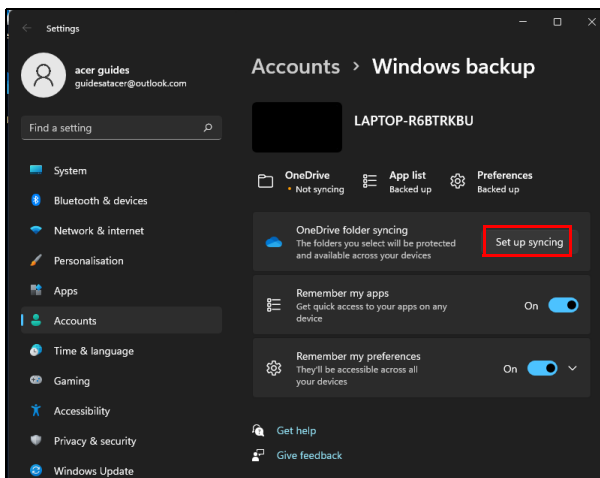 Settings
acer guides
guidesatacer@outlook.com
Find a setting
System
Bluetooth & devices
Network & internet
Personalisation
Apps
Accounts
Time & language
Gaming
Accessibility
Privacy & security
Windows Update
Accounts > Windows backup
LAPTOP-R6BTRKBU
OneDrive
• Not syncing
App list
Backed up
Preferences
Backed up
OneDrive folder syncing
The folders you select will be protected
and available across your devices
Set up syncing
Remember my apps
Get quick access to your apps on any
device
On
Remember my preferences
They'll be accessible across all
your devices
On
Get help
Give feedback